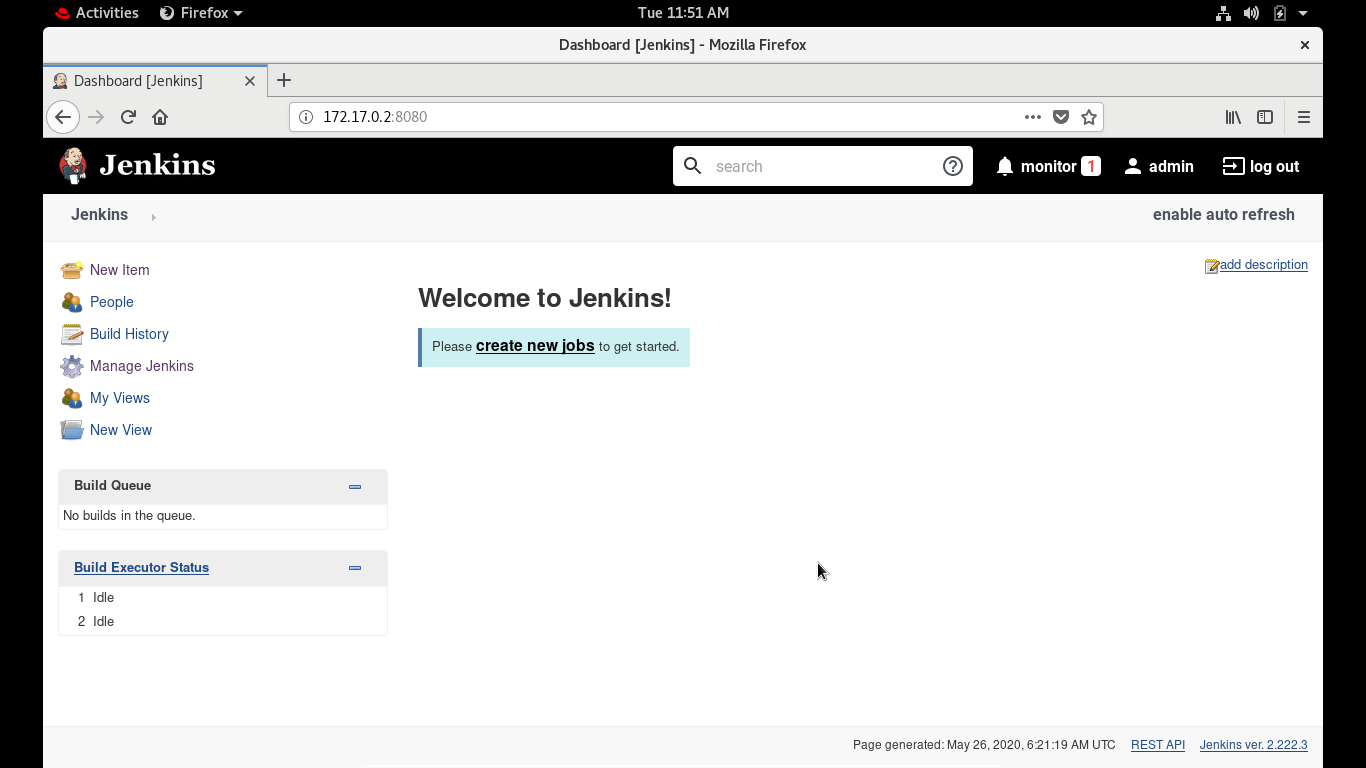 Activities Firefox Tue 11:51 AM
Dashboard [Jenkins] - Mozilla Firefox
Dashboard [Jenkins]
172.17.0.2:8080
Jenkins search monitor 1 admin log out
Jenkins enable auto refresh
add description
New Item
People
Build History
Manage Jenkins
My Views
New View
Welcome to Jenkins!
Please create new jobs to get started.
Build Queue
No builds in the queue.
Build Executor Status
1 Idle
2 Idle
Page generated: May 26, 2020, 6:21:19 AM UTC REST API Jenkins ver. 2.222.3